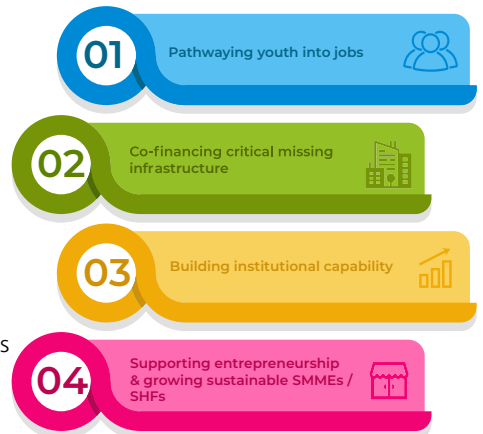 01
Pathwaying youth into jobs
02
Co-financing critical missing
infrastructure
03
Building institutional capability
s
04
Supporting entrepreneurship
& growing sustainable SMMEs /
SHFs